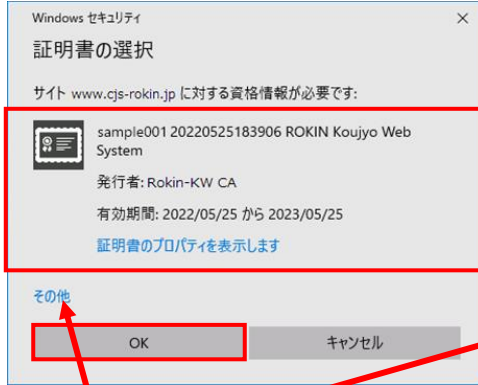 Windows セキュリティ
証明書の選択
サイト www.cjs-rokin.jp に対する資格情報が必要です:
sample001 20220525183906 ROKIN Koujyo Web
System
発行者: Rokin-KW CA
有効期間: 2022/05/25 から 2023/05/25
証明書のプロパティを表示します
その他
OK
キャンセル